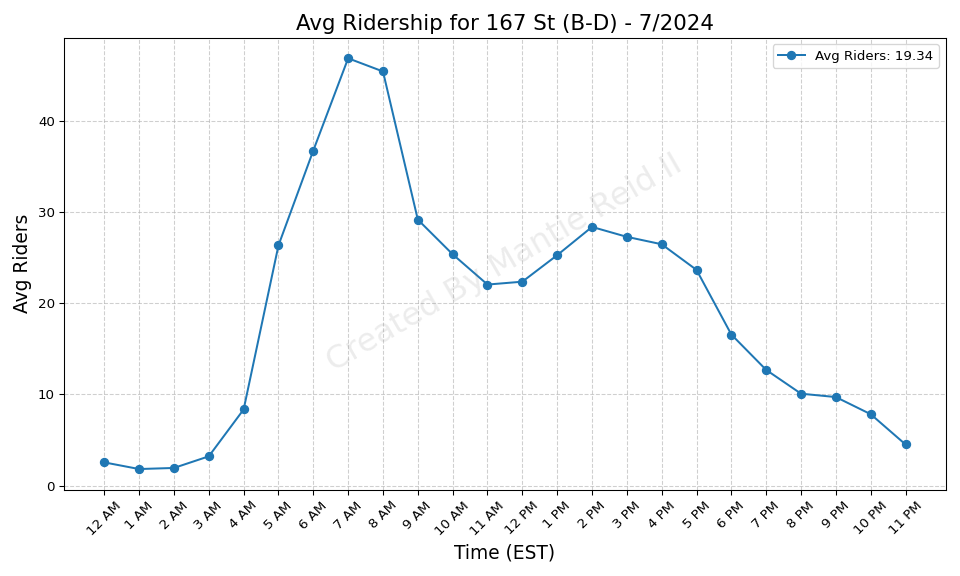 Avg Ridership for 167 St (B-D) - 7/2024
Avg Riders: 19.34
Avg Riders
40
30
20
10
0
Created By Mantie Reid II
12 AM
1 AM
2 AM
3 AM
4 AM
5 AM
6 AM
7 AM
8 AM
9 AM
10 AM
11 AM
12 PM
1 PM
2 PM
3 PM
4 PM
5 PM
6 PM
7 PM
8 PM
9 PM
10 PM
11 PM
Time (EST)